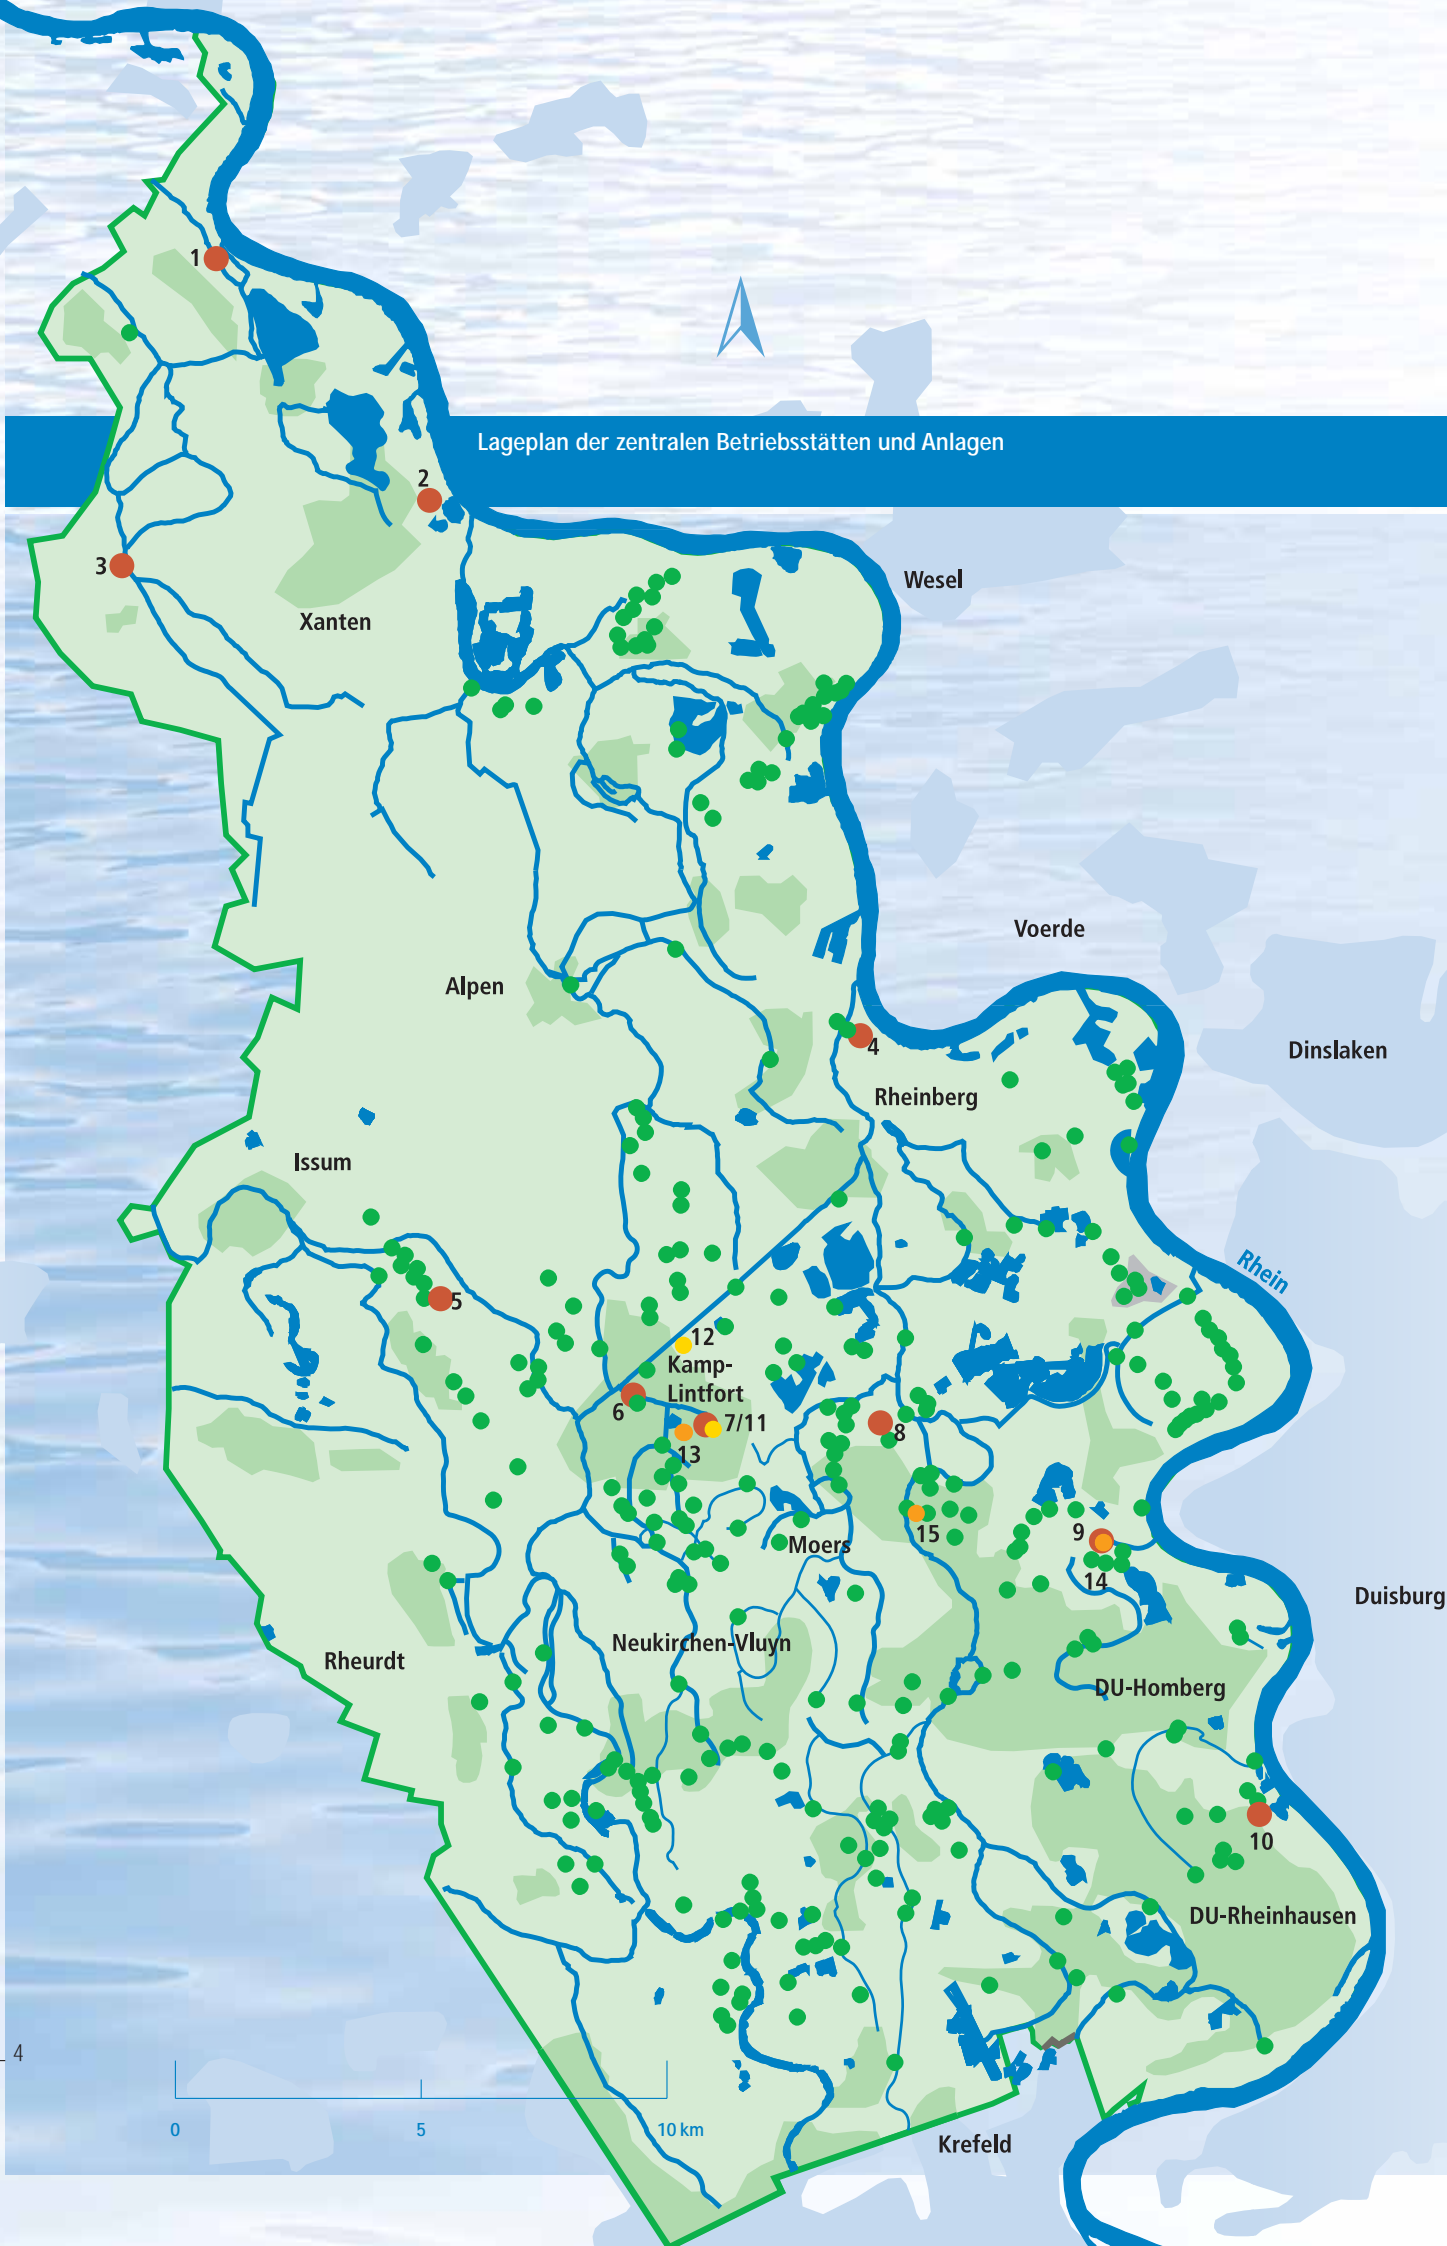 1
Lageplan der zentralen Betriebsstätten und Anlagen
2
3
Wesel
Xanten
Voerde
Alpen
4
Dinslaken
Rheinberg
Issum
Rhein
5
12
Kamp-
Lintfort
6
7/11
8
13
15
9
Moers
14
Duisburg
Neukirchen-Vluyn
Rheurdt
DU-Homberg
10
DU-Rheinhausen
4
0
5
10 km
Krefeld